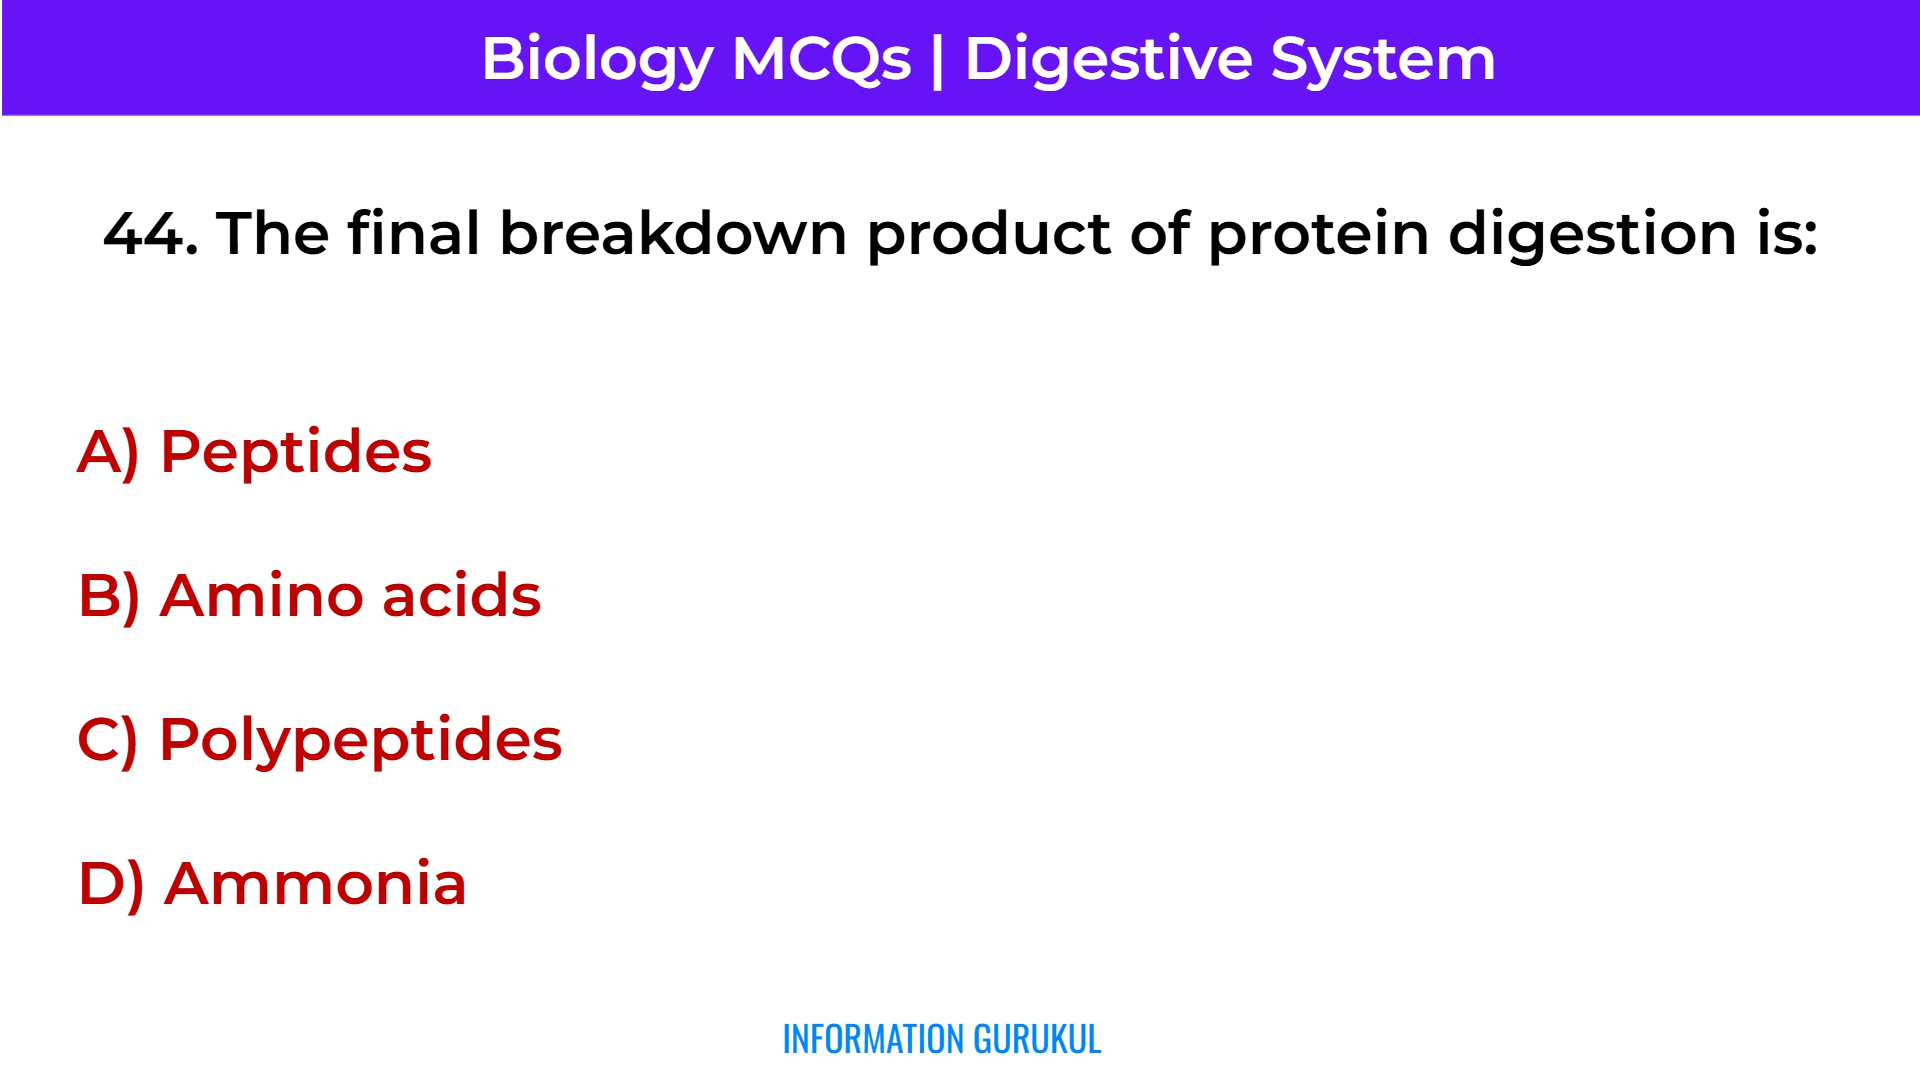 Biology MCQs | Digestive System
44. The final breakdown product of protein digestion is:
A) Peptides
B) Amino acids
C) Polypeptides
D) Ammonia
INFORMATION GURUKUL